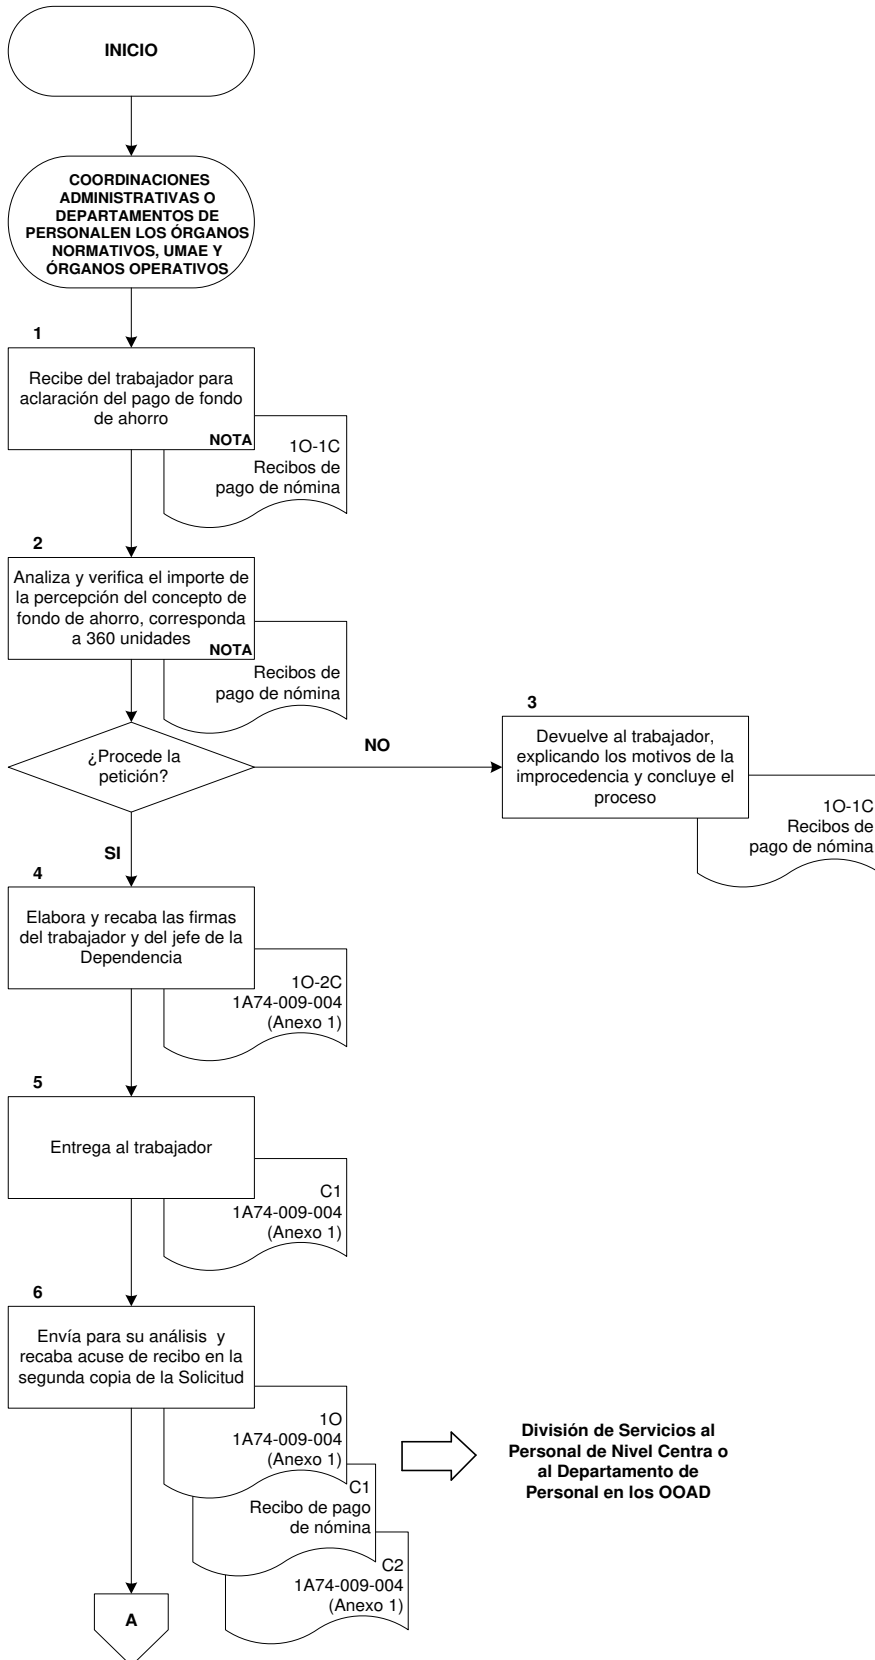 INICIO
COORDINACIONES
ADMINISTRATIVAS O
DEPARTAMENTOS DE
PERSONALEN LOS ÓRGANOS
NORMATIVOS, UMAE Y
ÓRGANOS OPERATIVOS
1
Recibe del trabajador para
aclaración del pago de fondo
de ahorro
NOTA
1O-1C
Recibos de
pago de nómina
2
Analiza y verifica el importe de
la percepción del concepto de
fondo de ahorro, corresponda
a 360 unidades
NOTA
Recibos de
pago de nómina
¿Procede la
petición?
NO
3
Devuelve al trabajador,
explicando los motivos de la
improcedencia y concluye el
proceso
1O-1C
Recibos de
pago de nómina
SI
4
Elabora y recaba las firmas
del trabajador y del jefe de la
Dependencia
1O-2C
1A74-009-004
(Anexo 1)
5
Entrega al trabajador
C1
1A74-009-004
(Anexo 1)
6
Envía para su análisis y
recaba acuse de recibo en la
segunda copia de la Solicitud
1O
1A74-009-004
(Anexo 1)
C1
Recibo de pago
de nómina
C2
1A74-009-004
(Anexo 1)
División de Servicios al
Personal de Nivel Centra o
al Departamento de
Personal en los OOAD
A